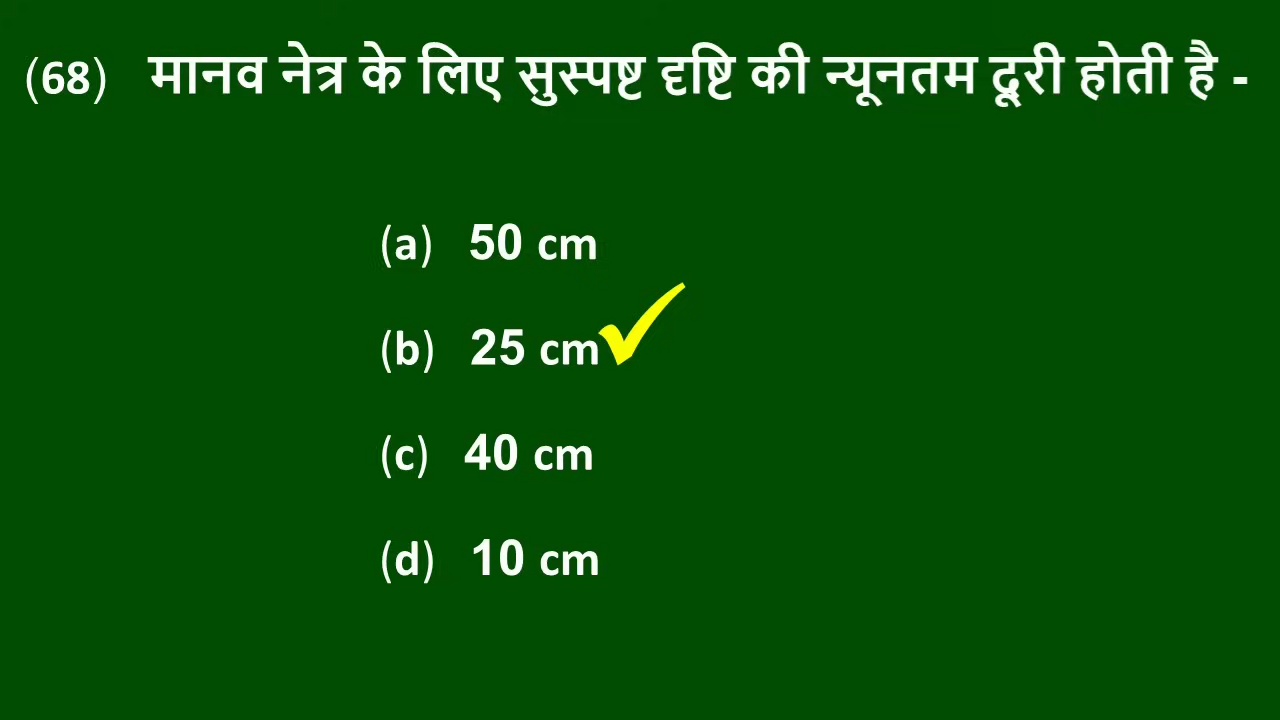 (68) मानव नेत्र के लिए सुस्पष्ट दृष्टि की न्यूनतम दूरी होती है -
(a) 50 cm
(b) 25 cm
(c) 40 cm
(d) 10 cm